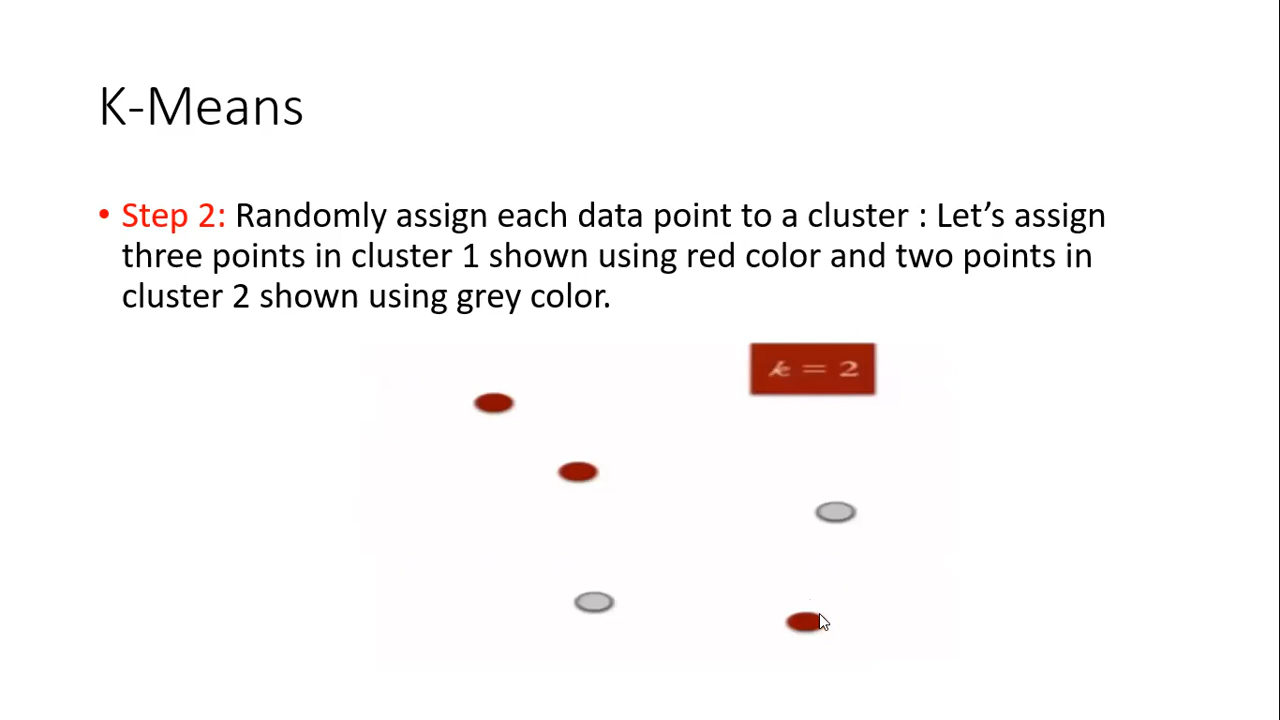 K-Means
• Step 2: Randomly assign each data point to a cluster : Let’s assign
three points in cluster 1 shown using red color and two points in
cluster 2 shown using grey color.
k = 2